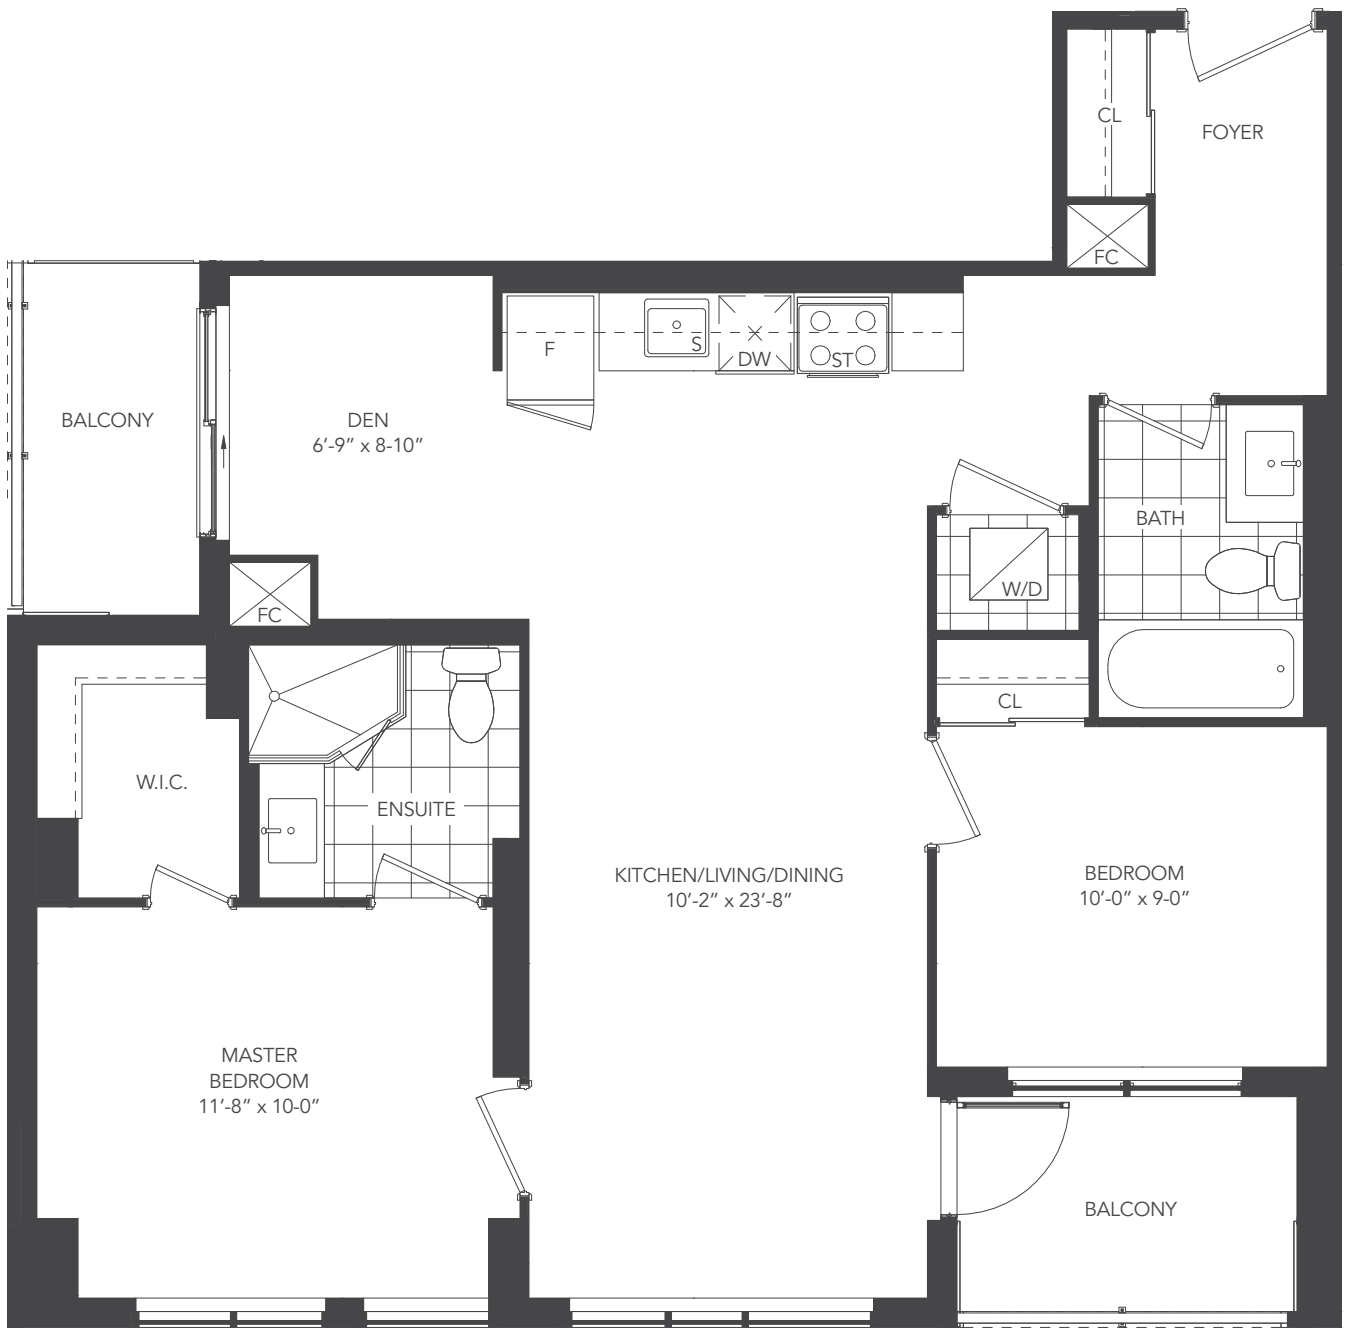 CL
FOYER
FC
F
S
DW
ST
BALCONY
DEN
6'-9" x 8-10"
BATH
W/D
FC
CL
W.I.C.
ENSUITE
KITCHEN/LIVING/DINING
10'-2" x 23'-8"
BEDROOM
10'-0" x 9-0"
MASTER
BEDROOM
11'-8" x 10-0"
BALCONY